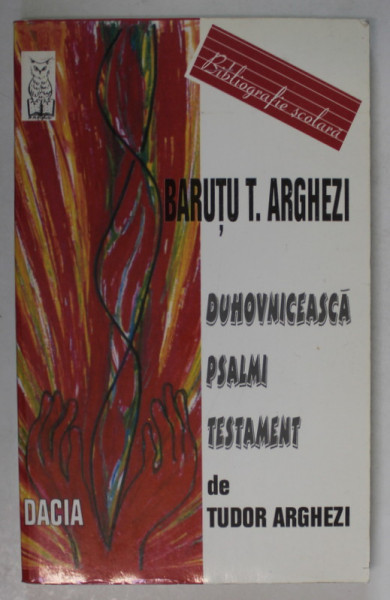 Bibliografie școlară
BARUȚU T. ARGHEZI
DUHOVNICEASCĂ
PSALMI
TESTAMENT
de
TUDOR ARGHEZI
DACIA